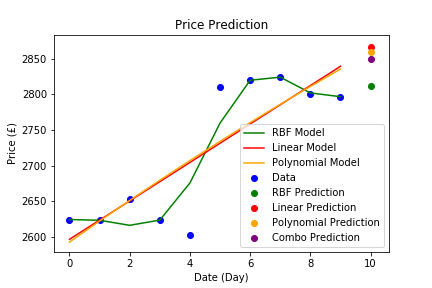 Price Prediction
Price (£)
2850
2800
2750
2700
2650
2600
0
2
4
6
8
10
Date (Day)
RBF Model
Linear Model
Polynomial Model
Data
RBF Prediction
Linear Prediction
Polynomial Prediction
Combo Prediction